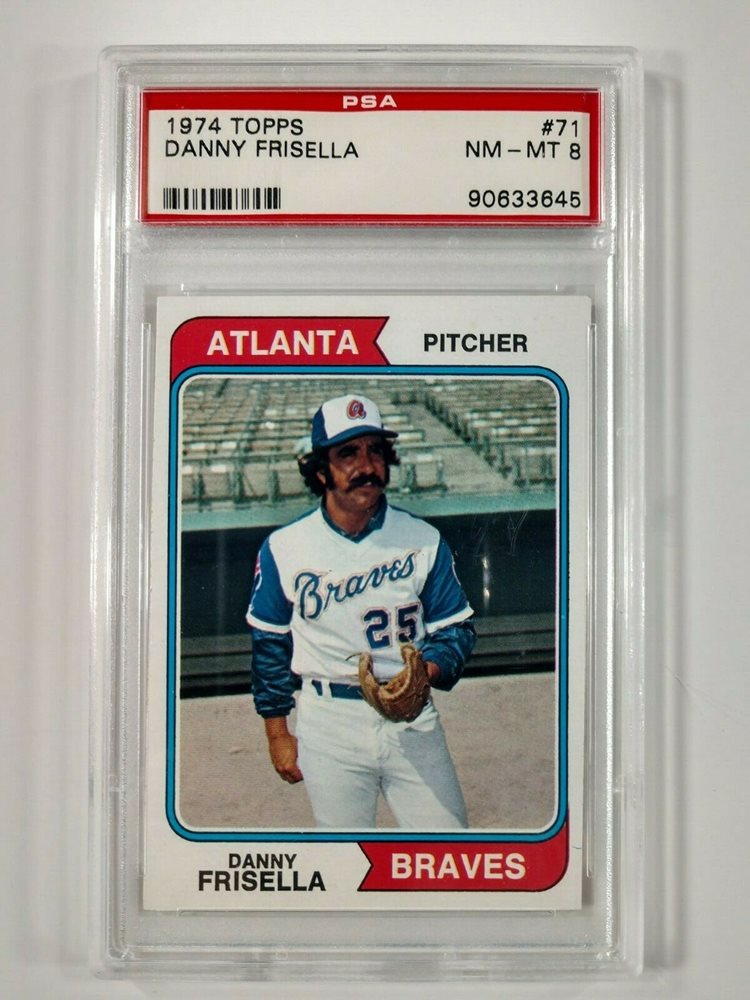 PSA
1974 TOPPS #71
DANNY FRISELLA NM-MT 8
90633645
ATLANTA PITCHER
a
Braves
25
DANNY
FRISELLA
BRAVES